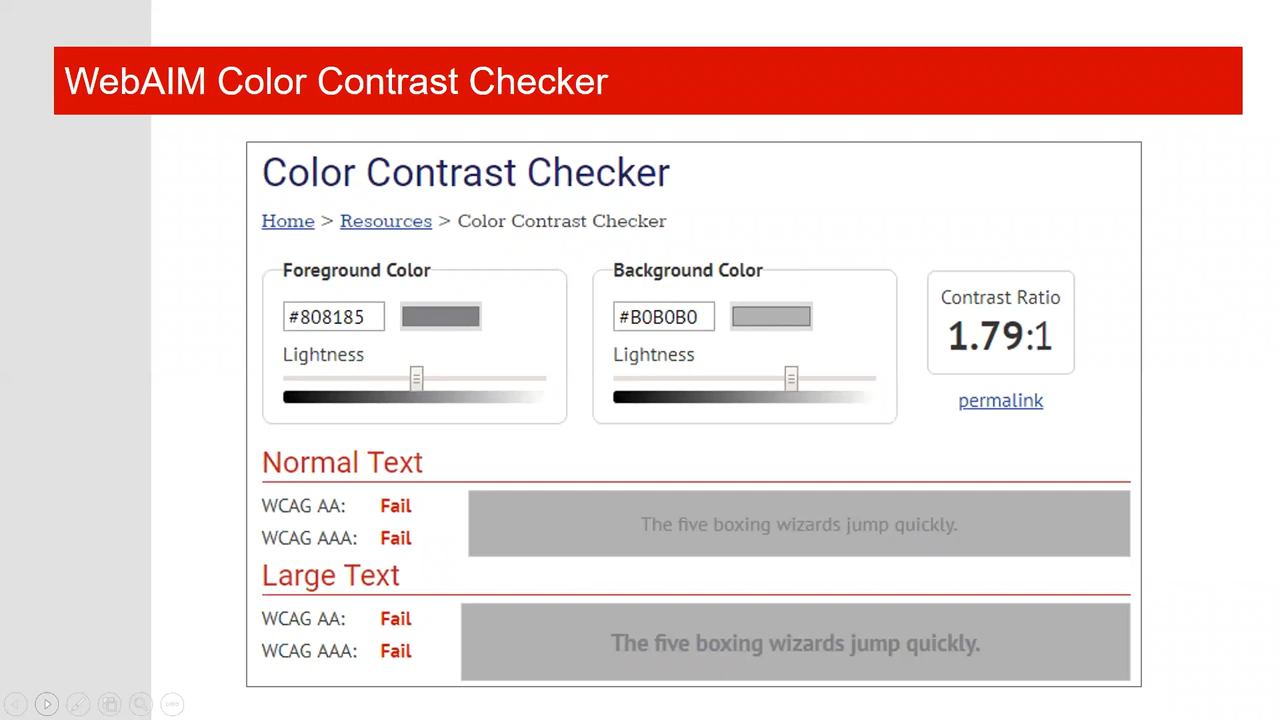 WebAIM Color Contrast Checker
Color Contrast Checker
Home > Resources > Color Contrast Checker
Foreground Color
#808185
Lightness
Background Color
#B0B0B0
Lightness
Contrast Ratio
1.79:1
permalink
Normal Text
WCAG AA: Fail
WCAG AAA: Fail
The five boxing wizards jump quickly.
Large Text
WCAG AA: Fail
WCAG AAA: Fail
The five boxing wizards jump quickly.